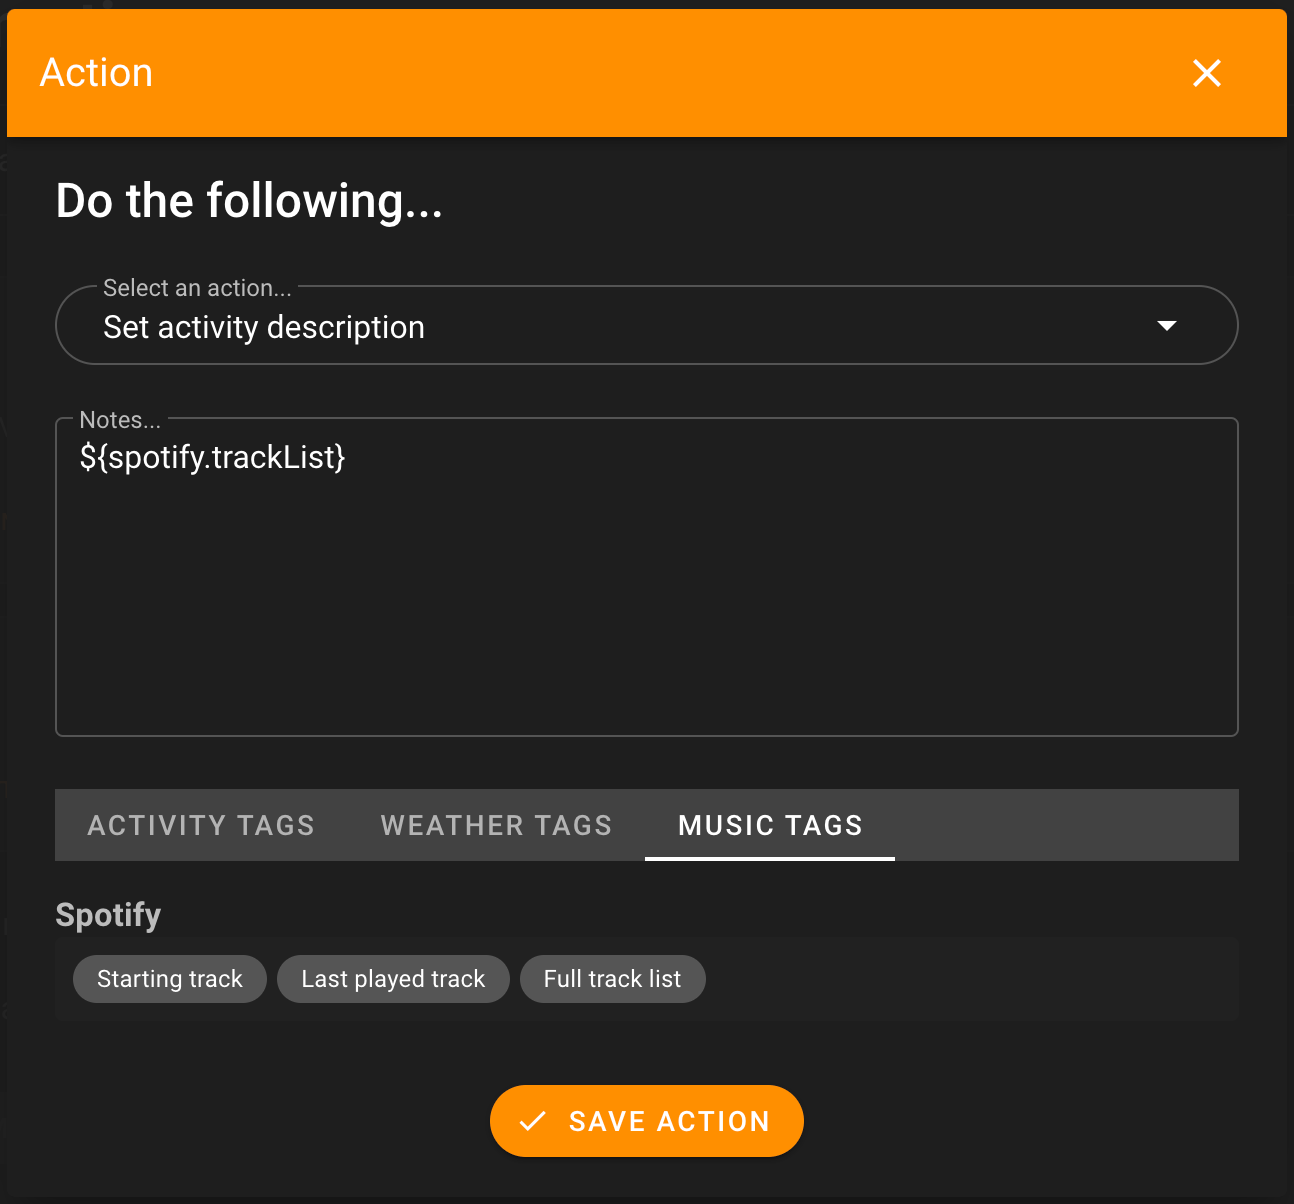 Action
Do the following...
Select an action...
Set activity description
Notes...
${spotify.trackList}
ACTIVITY TAGS WEATHER TAGS MUSIC TAGS
Spotify
Starting track Last played track Full track list
SAVE ACTION